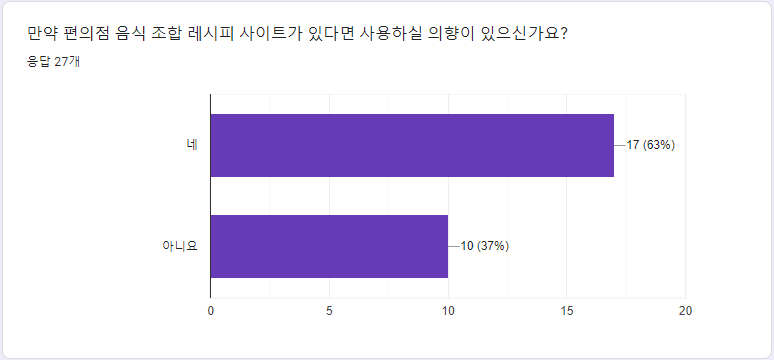 만약 편의점 음식 조합 레시피 사이트가 있다면 사용하실 의향이 있으신가요?
응답 27개
네
17 (63%)
아니요
10 (37%)
0
5
10
15
20